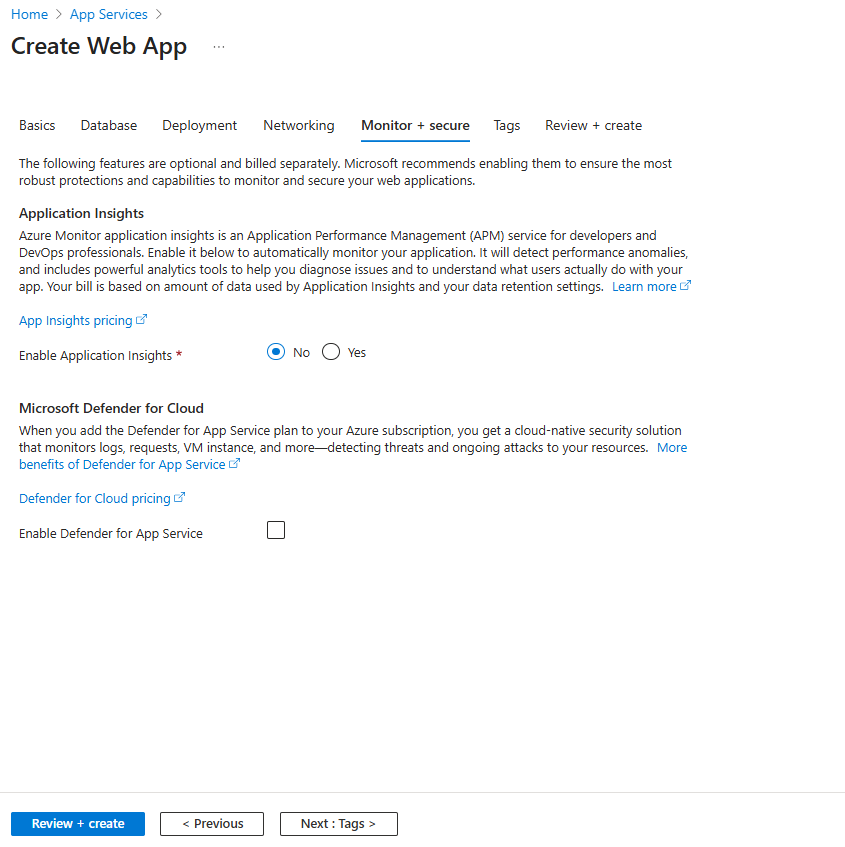 Home > App Services >
Create Web App ...
Basics Database Deployment Networking Monitor + secure Tags Review + create
The following features are optional and billed separately. Microsoft recommends enabling them to ensure the most
robust protections and capabilities to monitor and secure your web applications.
Application Insights
Azure Monitor application insights is an Application Performance Management (APM) service for developers and
DevOps professionals. Enable it below to automatically monitor your application. It will detect performance anomalies,
and includes powerful analytics tools to help you diagnose issues and to understand what users actually do with your
app. Your bill is based on amount of data used by Application Insights and your data retention settings. Learn more
App Insights pricing
Enable Application Insights * No Yes
Microsoft Defender for Cloud
When you add the Defender for App Service plan to your Azure subscription, you get a cloud-native security solution
that monitors logs, requests, VM instance, and more—detecting threats and ongoing attacks to your resources. More
benefits of Defender for App Service
Defender for Cloud pricing
Enable Defender for App Service
Review + create < Previous Next : Tags >